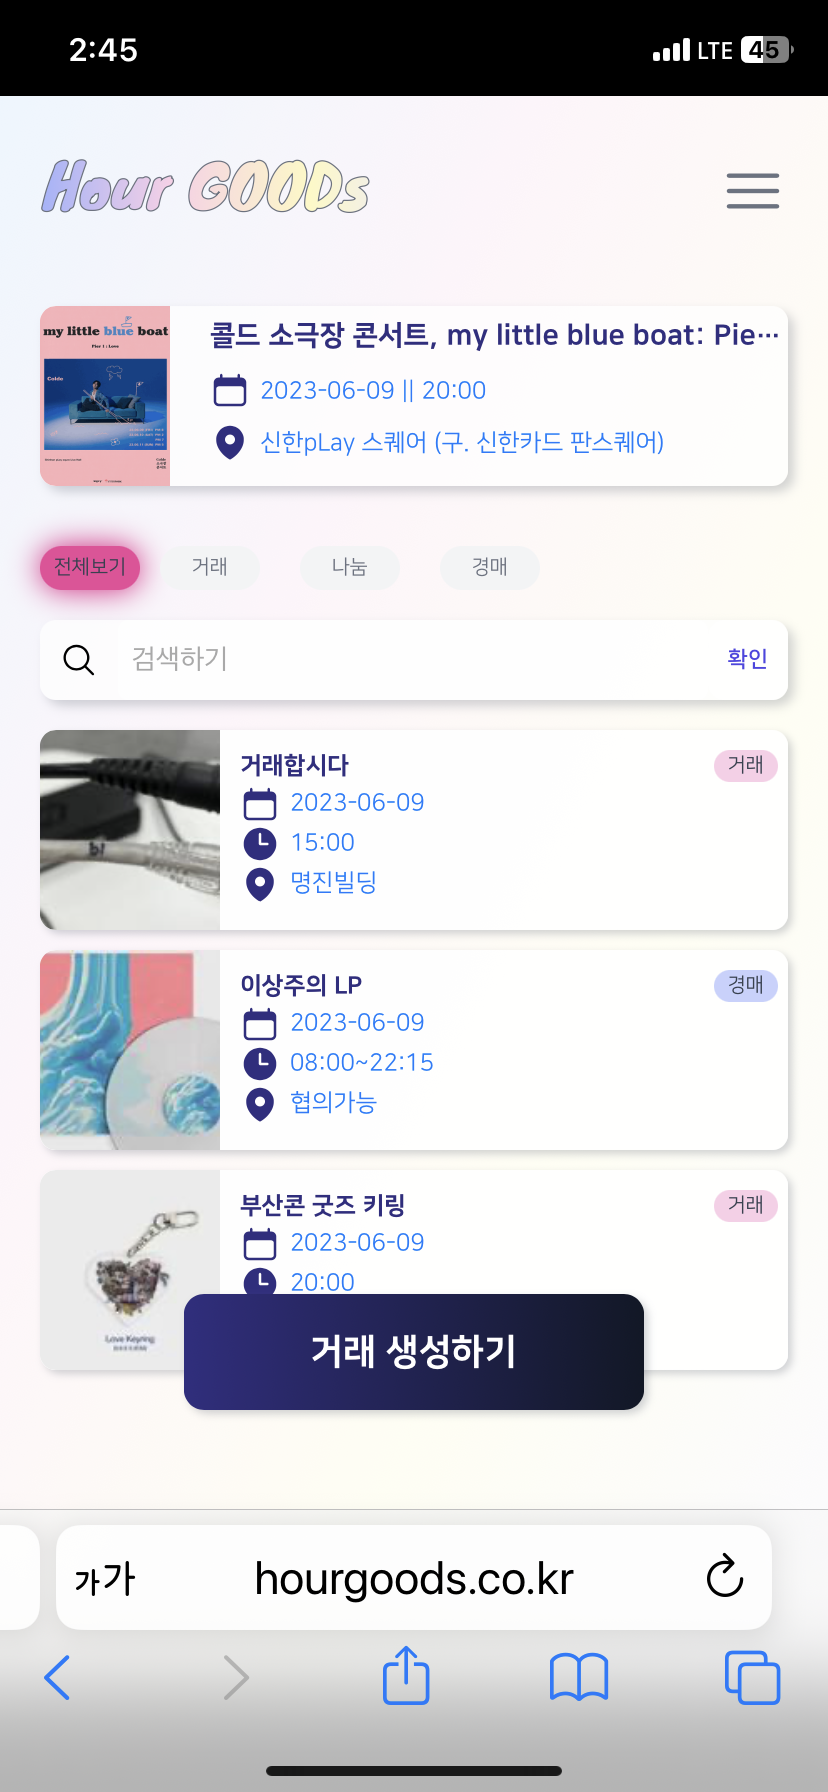 2:45
LTE 45
Hour GOODs
my little blue boat
Pier 1 : Love
Colde
콜드 소극장 콘서트, my little blue boat: Pie…
2023-06-09 || 20:00
신한pLay 스퀘어 (구. 신한카드 판스퀘어)
전체보기 거래 나눔 경매
검색하기 확인
거래합시다 거래
2023-06-09
15:00
명진빌딩
이상주의 LP 경매
2023-06-09
08:00~22:15
협의가능
부산콘 굿즈 키링 거래
2023-06-09
20:00
Love Keyring
거래 생성하기
가가 hourgoods.co.kr